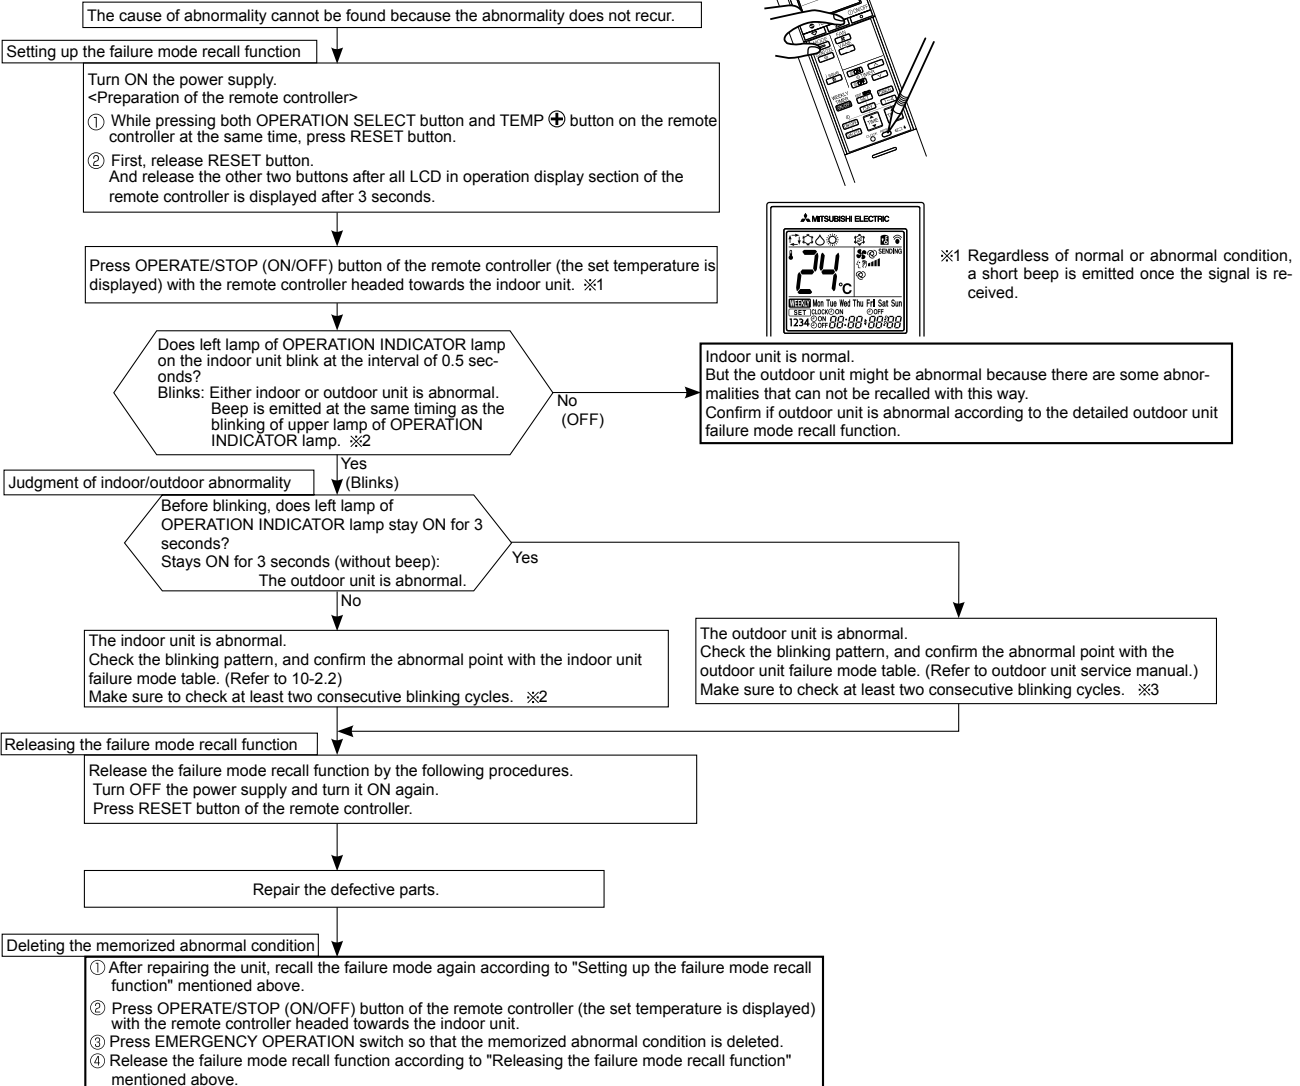 The cause of abnormality cannot be found because the abnormality does not recur.
Setting up the failure mode recall function
Turn ON the power supply.
<Preparation of the remote controller>
① While pressing both OPERATION SELECT button and TEMP ⊕ button on the remote
controller at the same time, press RESET button.
② First, release RESET button.
And release the other two buttons after all LCD in operation display section of the
remote controller is displayed after 3 seconds.
MITSUBISHI ELECTRIC
SENDING
24 °C
WEEKLY Mon Tue Wed Thu Fri Sat Sun
SET CLOCK ON OFF
1234 ON OFF 88:88 88:88
Press OPERATE/STOP (ON/OFF) button of the remote controller (the set temperature is
displayed) with the remote controller headed towards the indoor unit. ※1
※1 Regardless of normal or abnormal condition,
a short beep is emitted once the signal is re-
ceived.
Does left lamp of OPERATION INDICATOR lamp
on the indoor unit blink at the interval of 0.5 sec-
onds?
Blinks: Either indoor or outdoor unit is abnormal.
Beep is emitted at the same timing as the
blinking of upper lamp of OPERATION
INDICATOR lamp. ※2
No
(OFF)
Indoor unit is normal.
But the outdoor unit might be abnormal because there are some abnor-
malities that can not be recalled with this way.
Confirm if outdoor unit is abnormal according to the detailed outdoor unit
failure mode recall function.
Yes
(Blinks)
Judgment of indoor/outdoor abnormality
Before blinking, does left lamp of
OPERATION INDICATOR lamp stay ON for 3
seconds?
Stays ON for 3 seconds (without beep):
The outdoor unit is abnormal.
Yes
No
The indoor unit is abnormal.
Check the blinking pattern, and confirm the abnormal point with the indoor unit
failure mode table. (Refer to 10-2.2)
Make sure to check at least two consecutive blinking cycles. ※2
The outdoor unit is abnormal.
Check the blinking pattern, and confirm the abnormal point with the
outdoor unit failure mode table. (Refer to outdoor unit service manual.)
Make sure to check at least two consecutive blinking cycles. ※3
Releasing the failure mode recall function
Release the failure mode recall function by the following procedures.
Turn OFF the power supply and turn it ON again.
Press RESET button of the remote controller.
Repair the defective parts.
Deleting the memorized abnormal condition
① After repairing the unit, recall the failure mode again according to "Setting up the failure mode recall
function" mentioned above.
② Press OPERATE/STOP (ON/OFF) button of the remote controller (the set temperature is displayed)
with the remote controller headed towards the indoor unit.
③ Press EMERGENCY OPERATION switch so that the memorized abnormal condition is deleted.
④ Release the failure mode recall function according to "Releasing the failure mode recall function"
mentioned above.